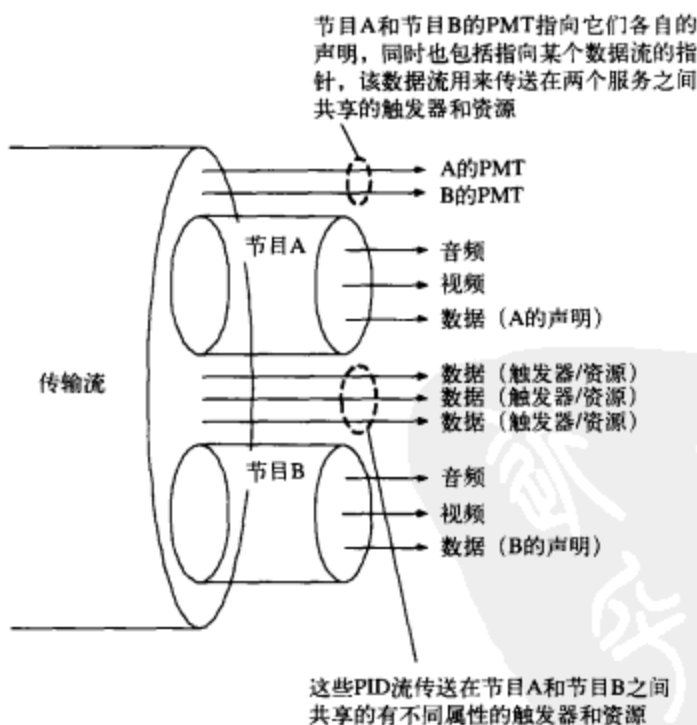 节目A和节目B的PMT指向它们各自的
声明，同时也包括指向某个数据流的指
针，该数据流用来传送在两个服务之间
共享的触发器和资源
A的PMT
B的PMT
节目A
音频
视频
数据（A的声明）
传输流
数据（触发器/资源）
数据（触发器/资源）
数据（触发器/资源）
节目B
音频
视频
数据（B的声明）
这些PID流传送在节目A和节目B之间
共享的有不同属性的触发器和资源